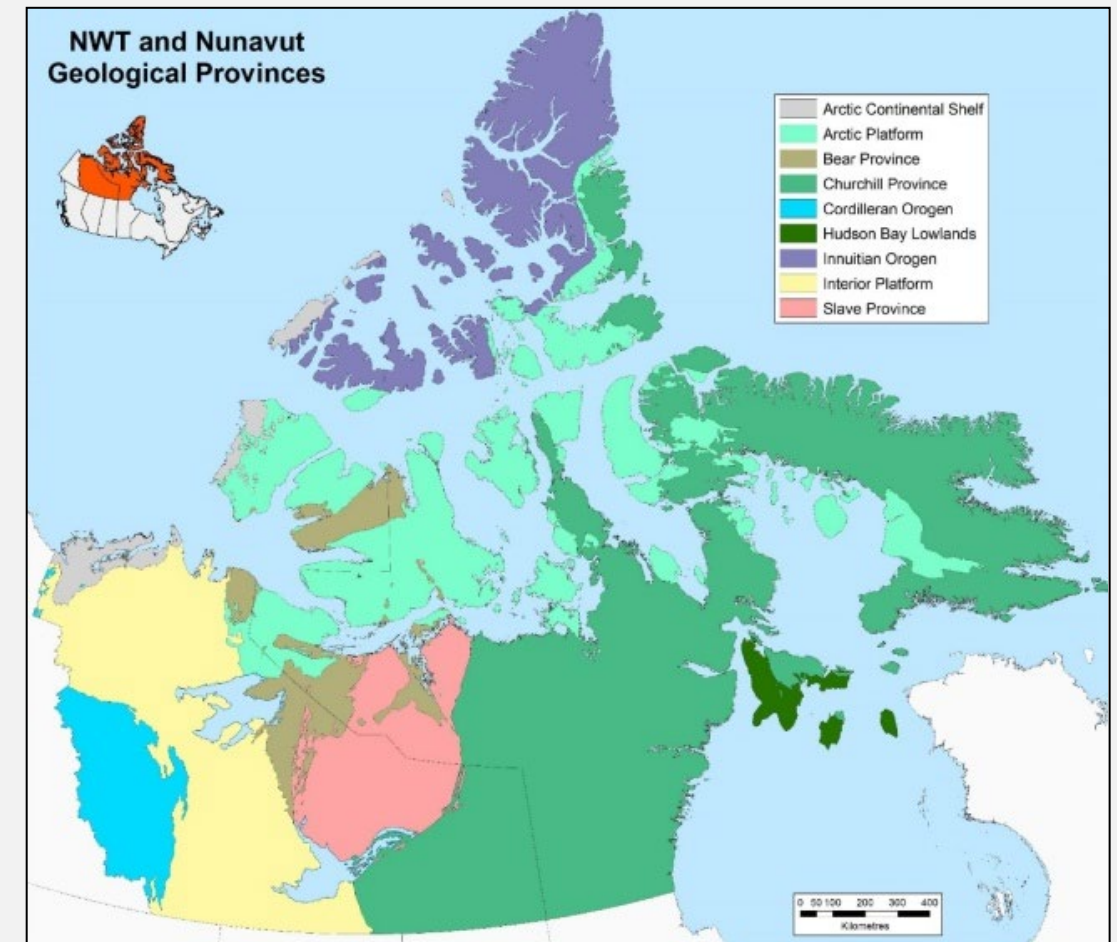 NWT and Nunavut
Geological Provinces
Arctic Continental Shelf
Arctic Platform
Bear Province
Churchill Province
Cordilleran Orogen
Hudson Bay Lowlands
Innuitian Orogen
Interior Platform
Slave Province
0 50 100 200 300 400
Kilometres